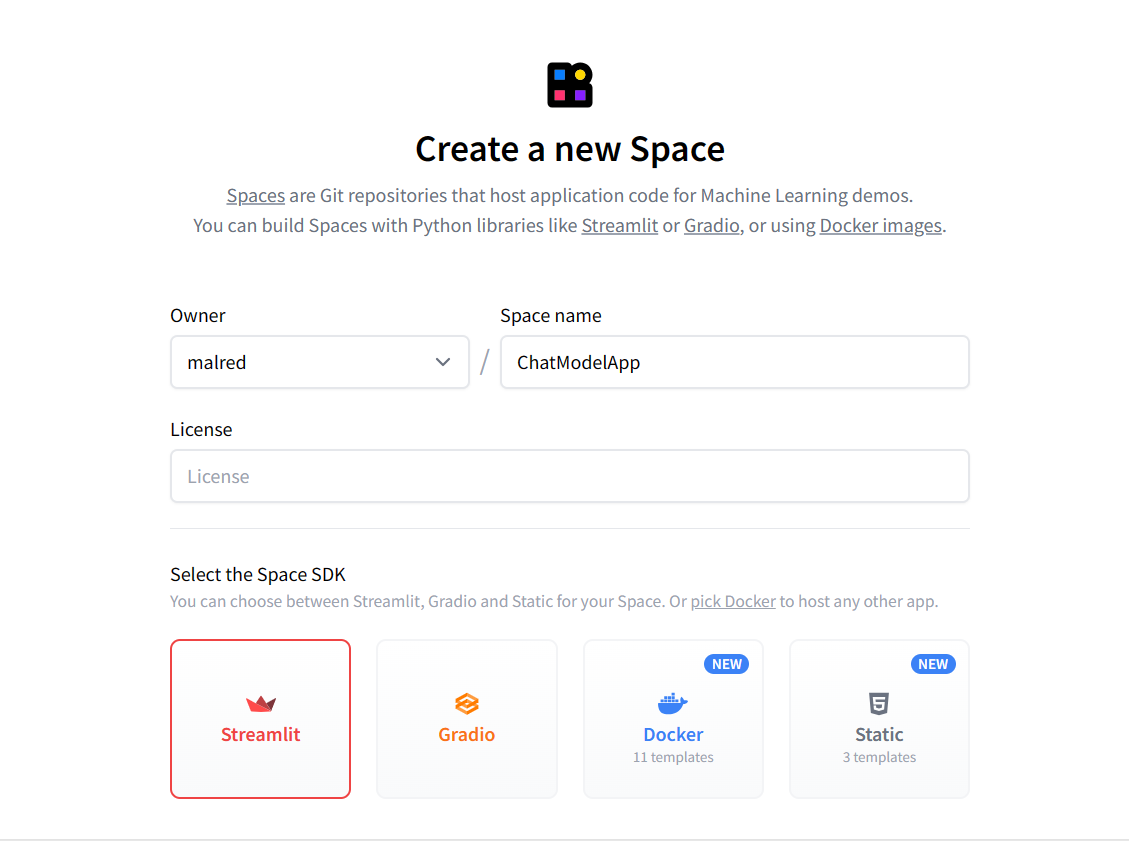 Create a new Space
Spaces are Git repositories that host application code for Machine Learning demos.
You can build Spaces with Python libraries like Streamlit or Gradio, or using Docker images.
Owner
Space name
malred
/
ChatModelApp
License
License
Select the Space SDK
You can choose between Streamlit, Gradio and Static for your Space. Or pick Docker to host any other app.
Streamlit
Gradio
NEW
Docker
11 templates
NEW
Static
3 templates